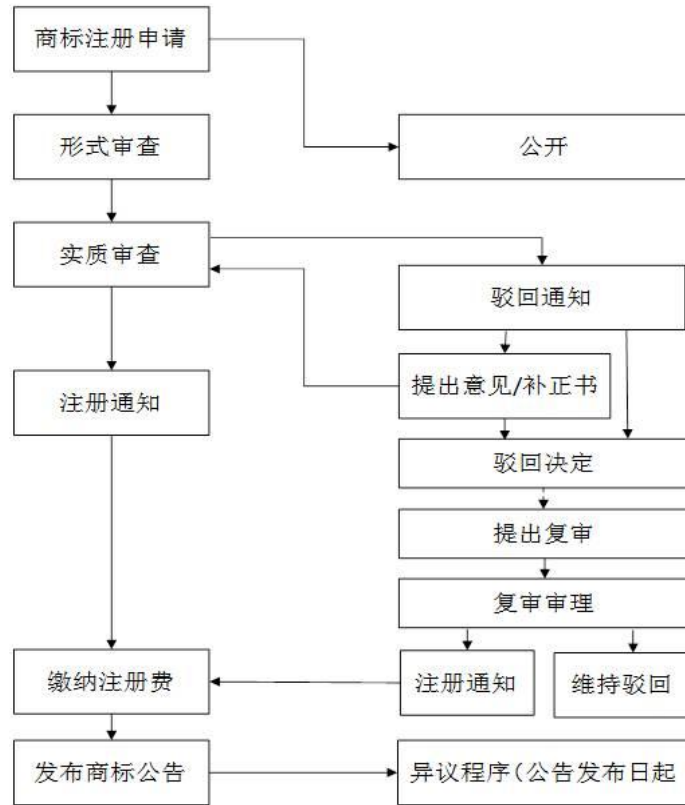 商标注册申请
形式审查
公开
实质审查
驳回通知
提出意见/补正书
注册通知
驳回决定
提出复审
复审审理
缴纳注册费
注册通知
维持驳回
发布商标公告
异议程序(公告发布日起